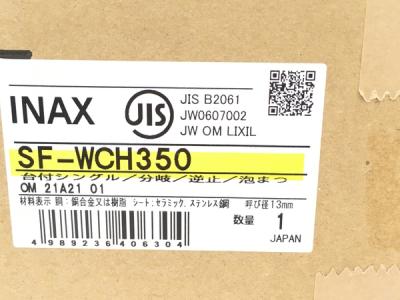 INAX
JIS
JIS B2061
JW0607002
JW OM LIXIL
SF-WCH350
台付シングル/分岐/逆止/泡まつ
OM 21A21 01
材料表示 胴:銅合金又は樹脂 シート:セラミック、ステンレス鋼 呼び径13mm
数量 1
4 989236 406304
JAPAN